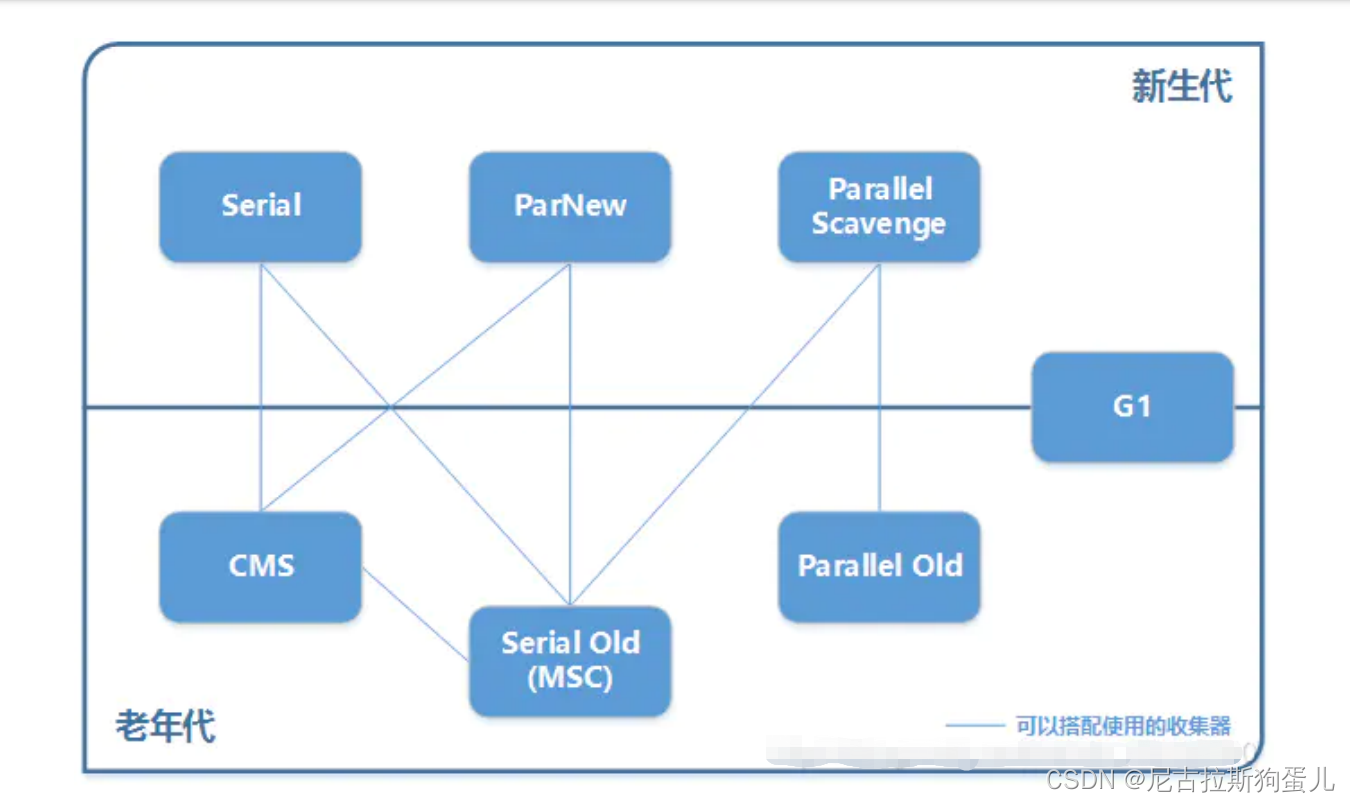 新生代
Serial
ParNew
Parallel
Scavenge
G1
CMS
Parallel Old
Serial Old
(MSC)
老年代
可以搭配使用的收集器
CSDN @尼古拉斯狗蛋儿